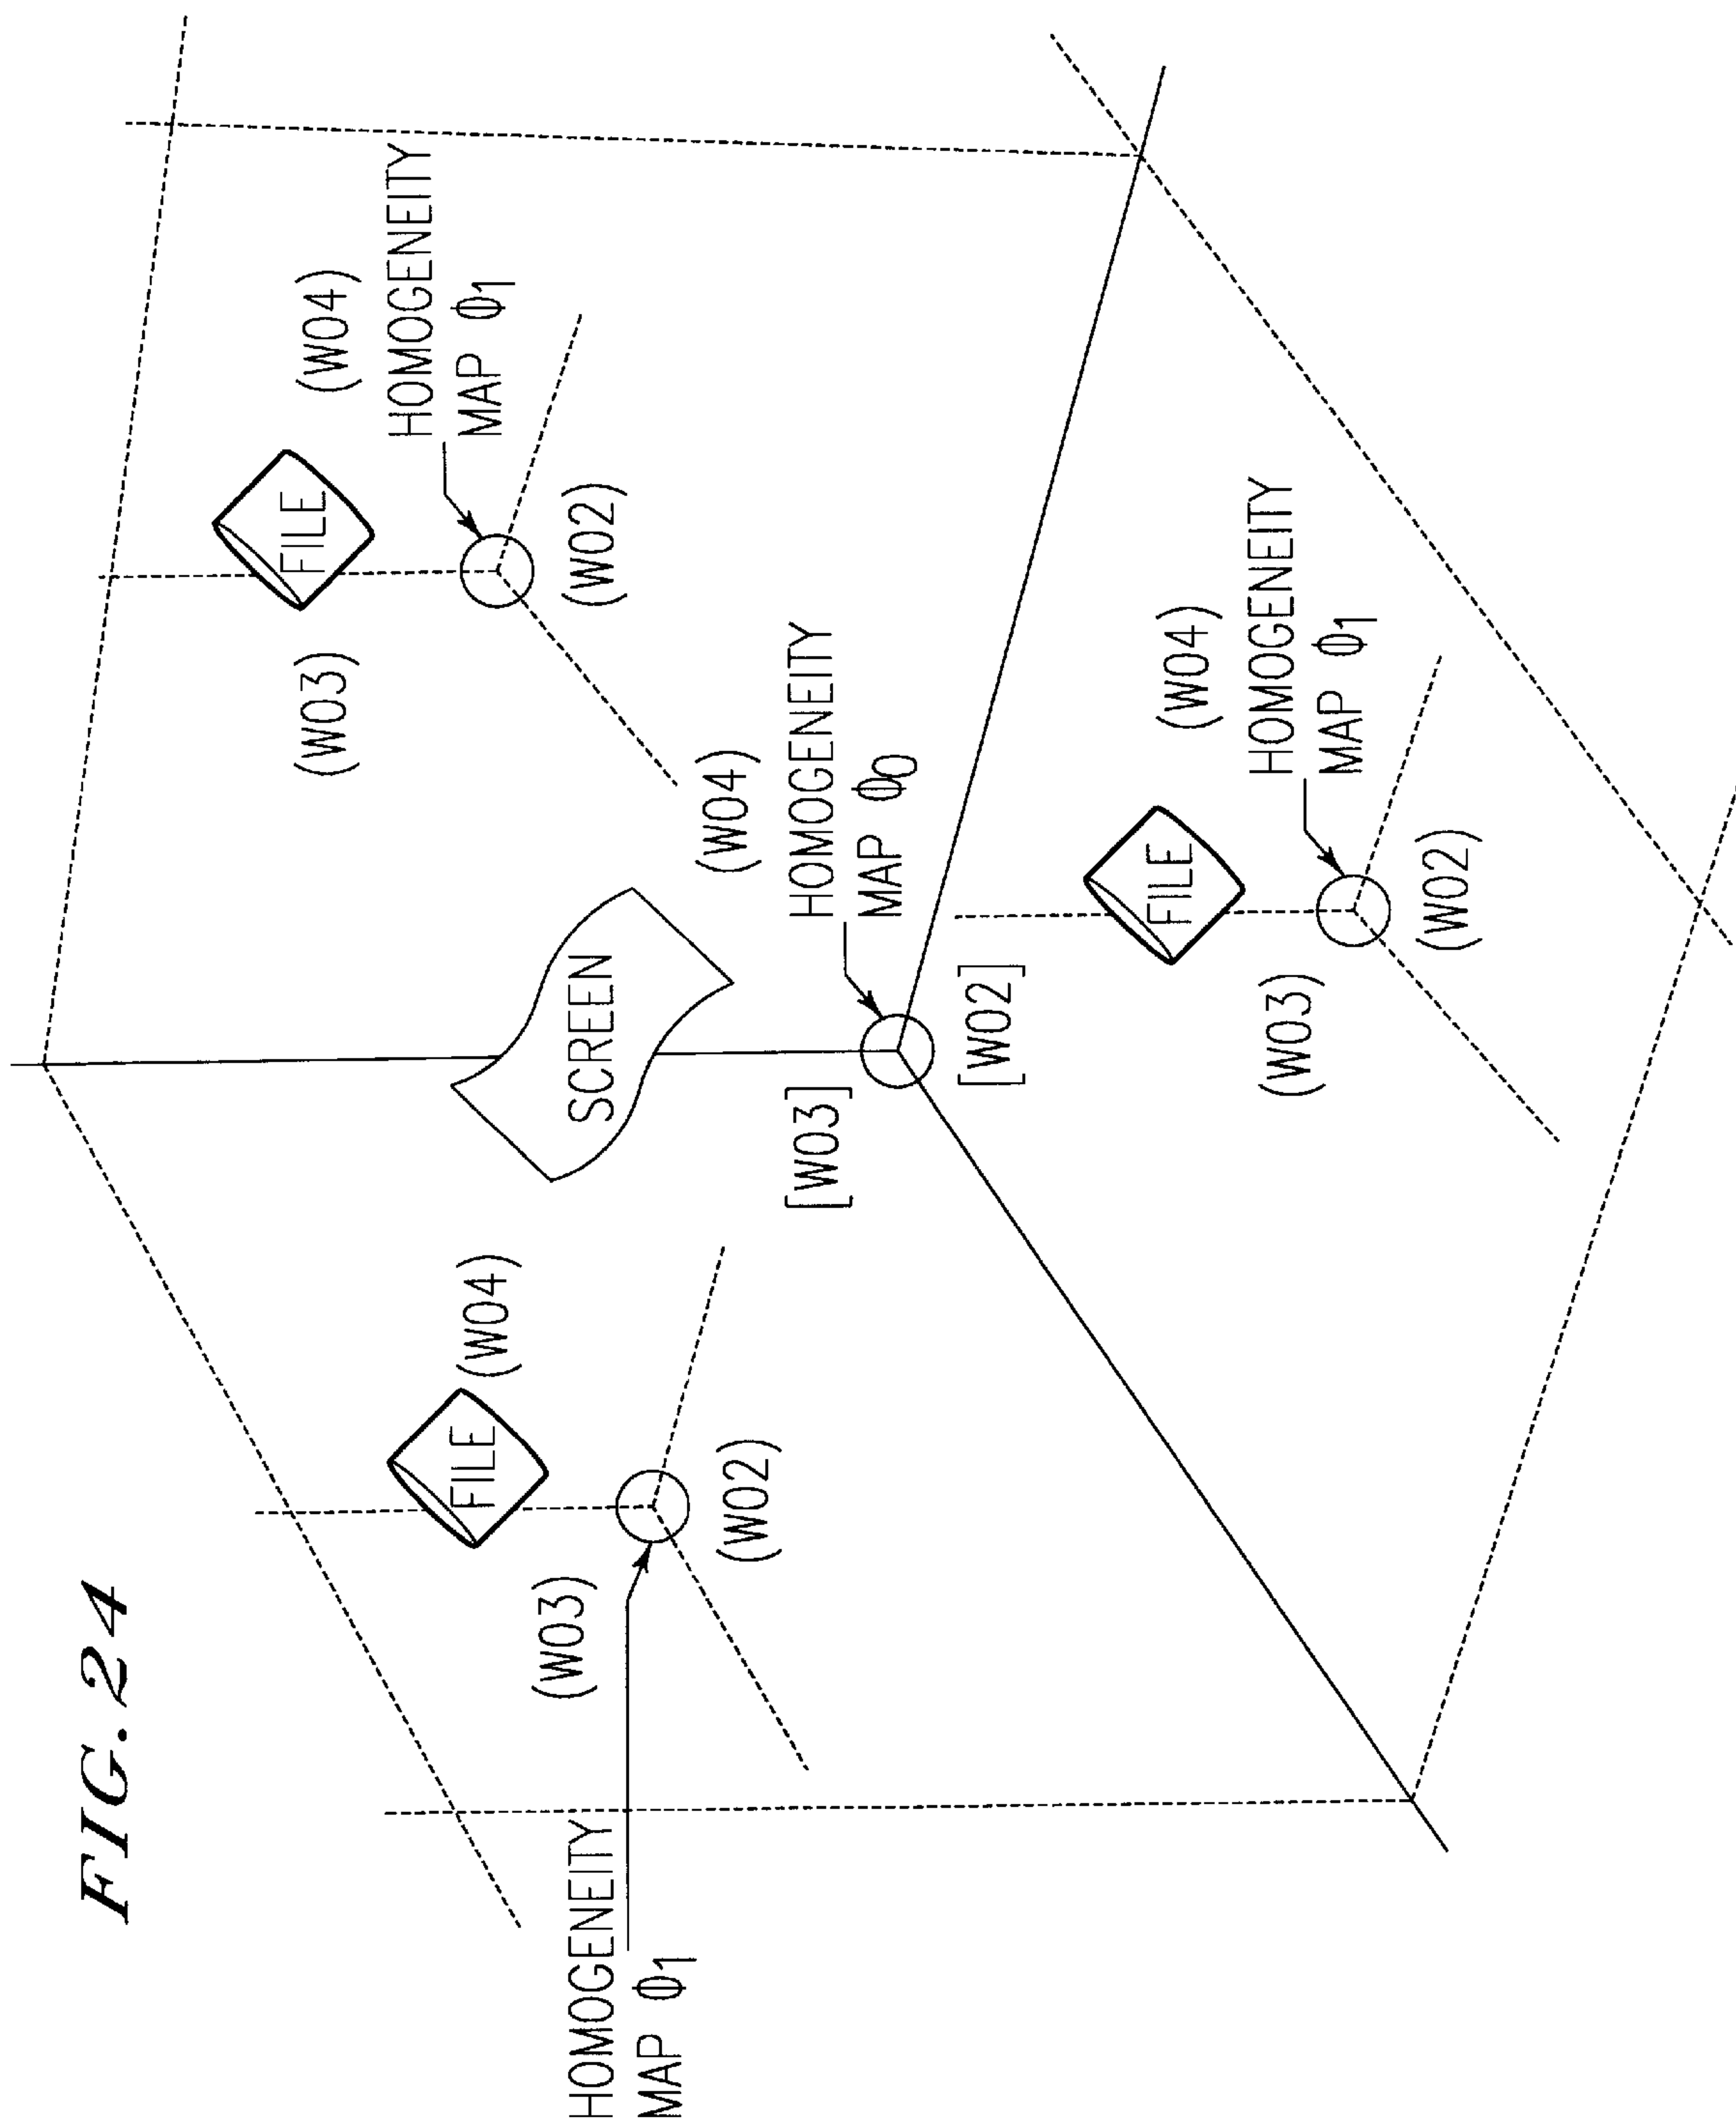 FIG.24
FILE
(W04)
(W03)
HOMOGENEITY
MAP Φ1
(W02)
SCREEN
(W04)
[W03]
HOMOGENEITY
MAP Φ0
[W02]
FILE
(W03)
(W04)
HOMOGENEITY
MAP Φ1
(W02)
FILE
(W04)
(W03)
HOMOGENEITY
MAP Φ1
(W02)